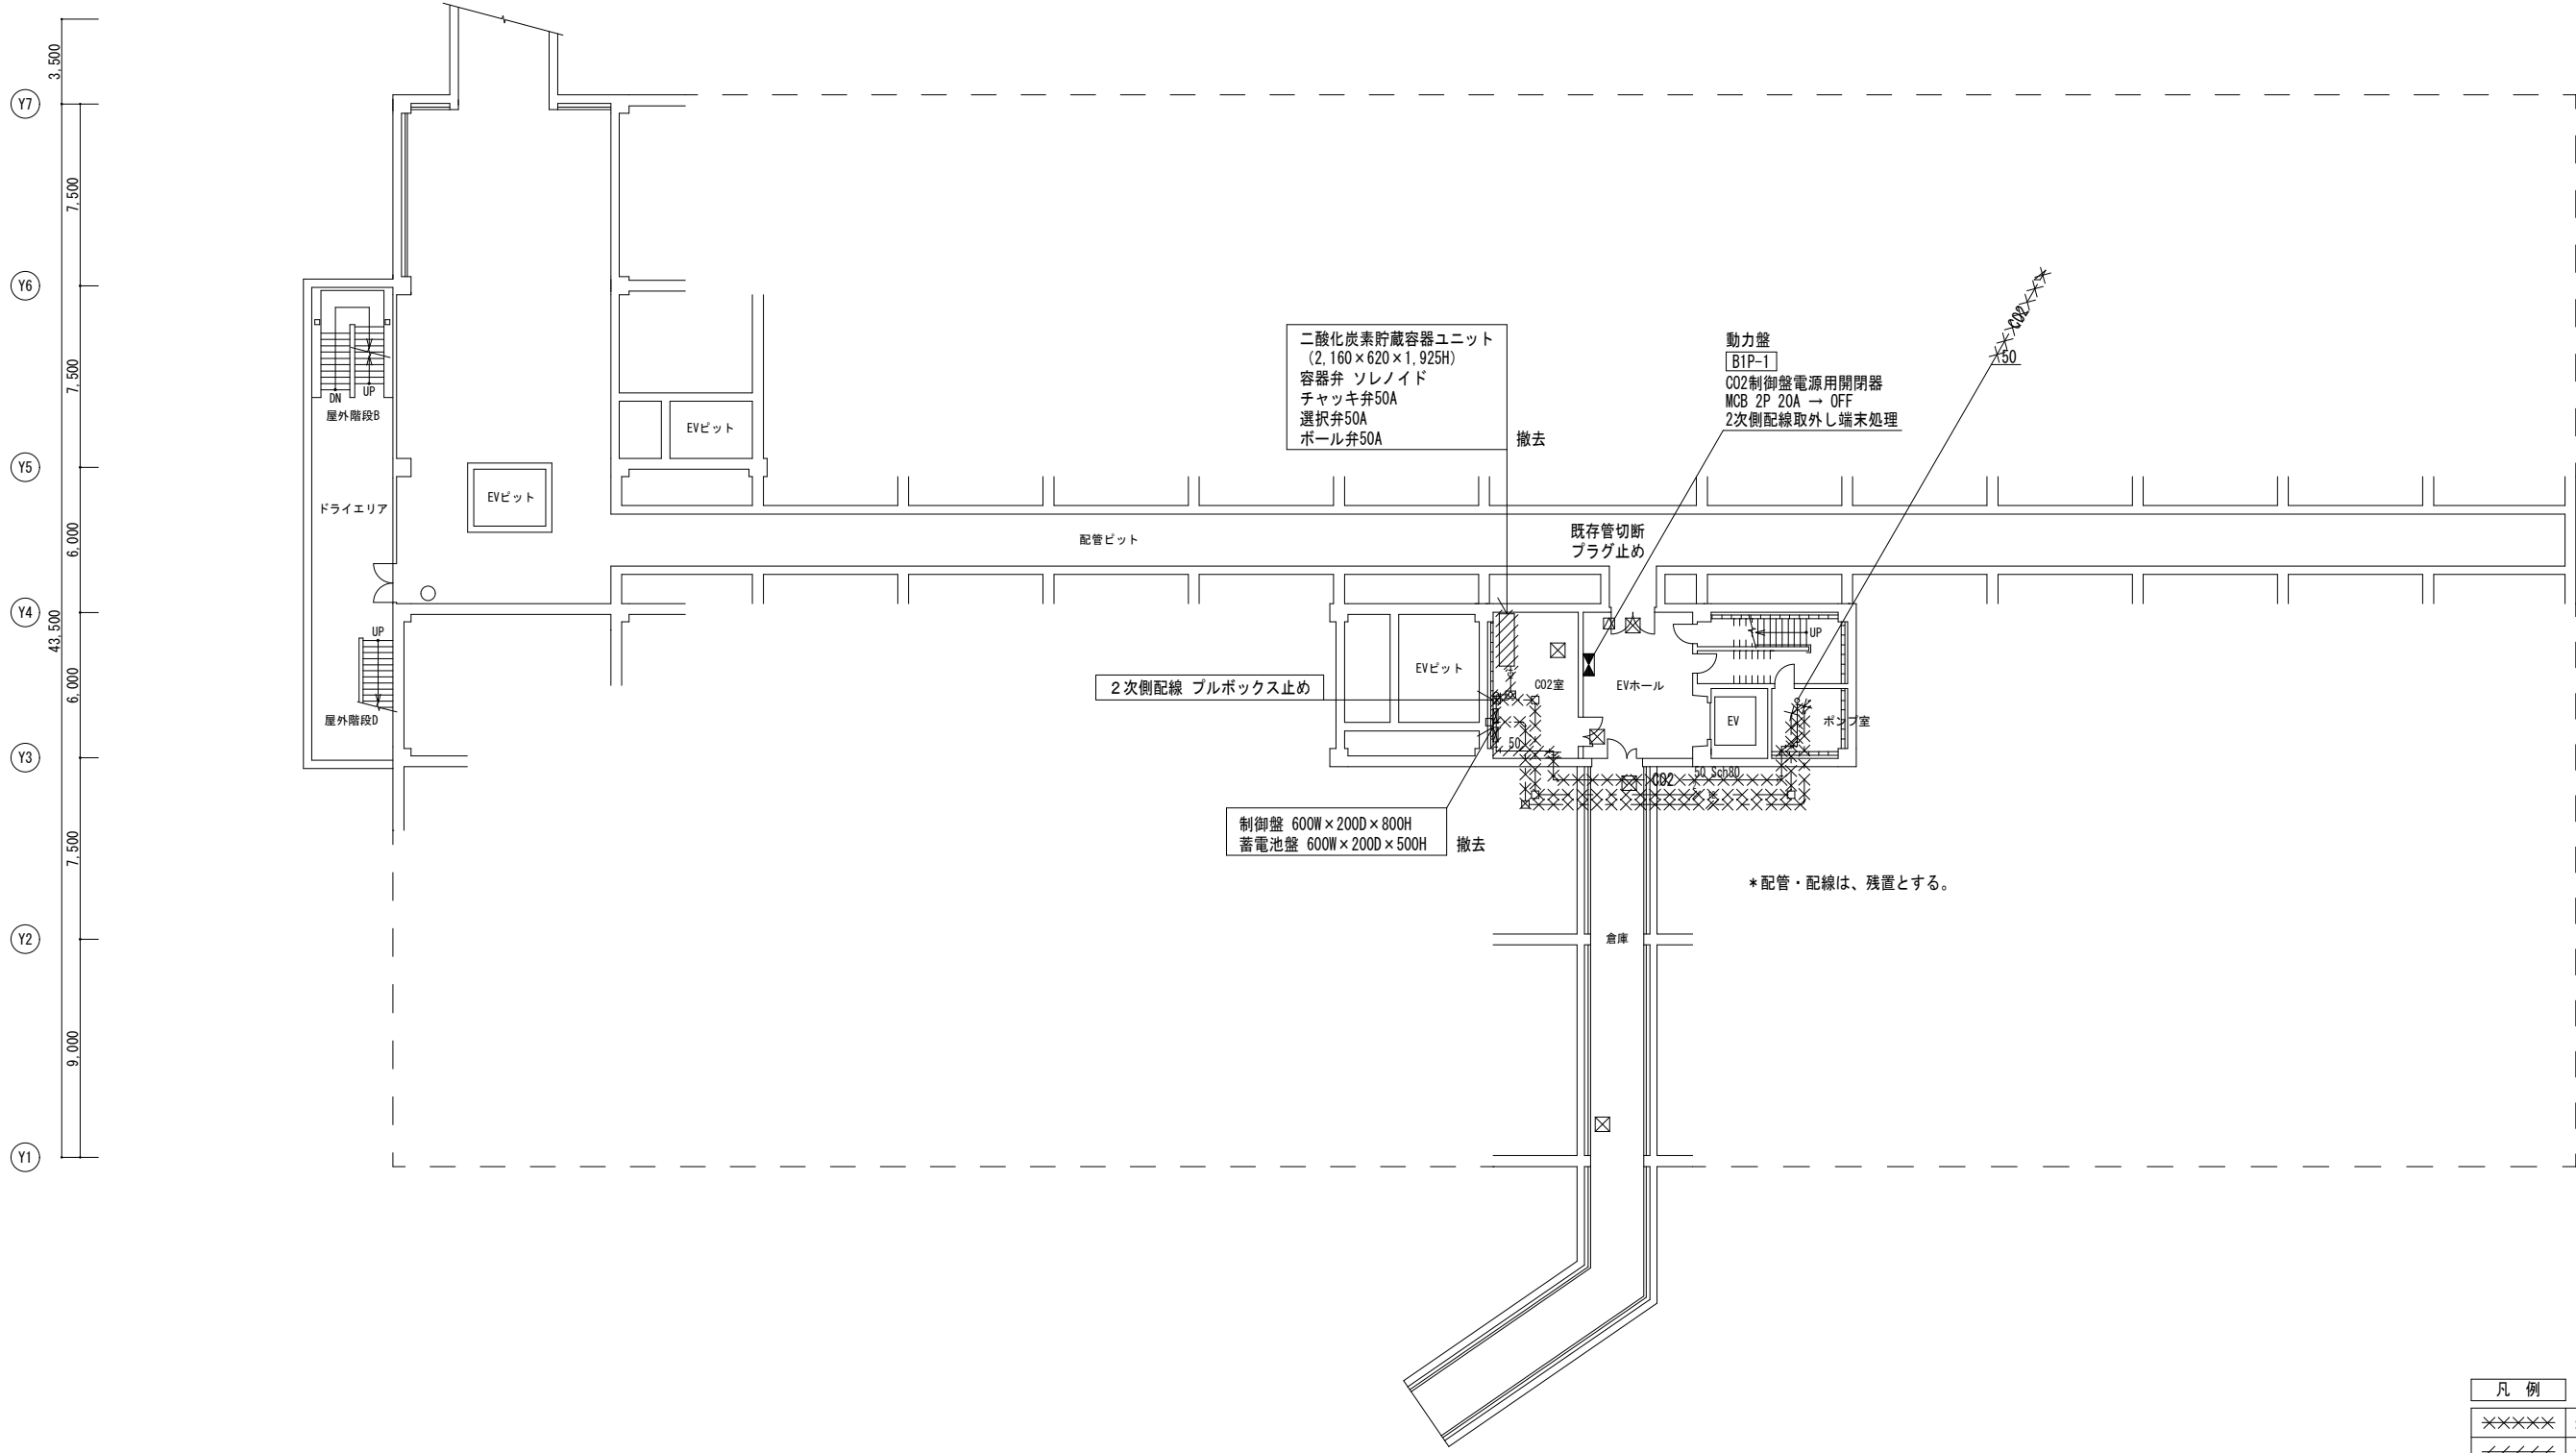 3,500
Y7
7,500
Y6
7,500
Y5
6,000
Y4
43,500
6,000
Y3
7,500
Y2
9,000
Y1
DN
UP
屋外階段B
ドライエリア
UP
屋外階段D
EVピット
EVピット
配管ピット
二酸化炭素貯蔵容器ユニット
(2,160×620×1,925H)
容器弁 ソレノイド
チャッキ弁50A
選択弁50A
ボール弁50A
撤去
動力盤
B1P-1
CO2制御盤電源用開閉器
MCB 2P 20A → OFF
2次側配線取外し端末処理
CO2
50
既存管切断
プラグ止め
EVピット
CO2室
EVホール
UP
EV
ポンプ室
2次側配線 プルボックス止め
50
CO2
50 Sch80
制御盤 600W×200D×800H
蓄電池盤 600W×200D×500H
撤去
*配管・配線は、残置とする。
倉庫
凡 例